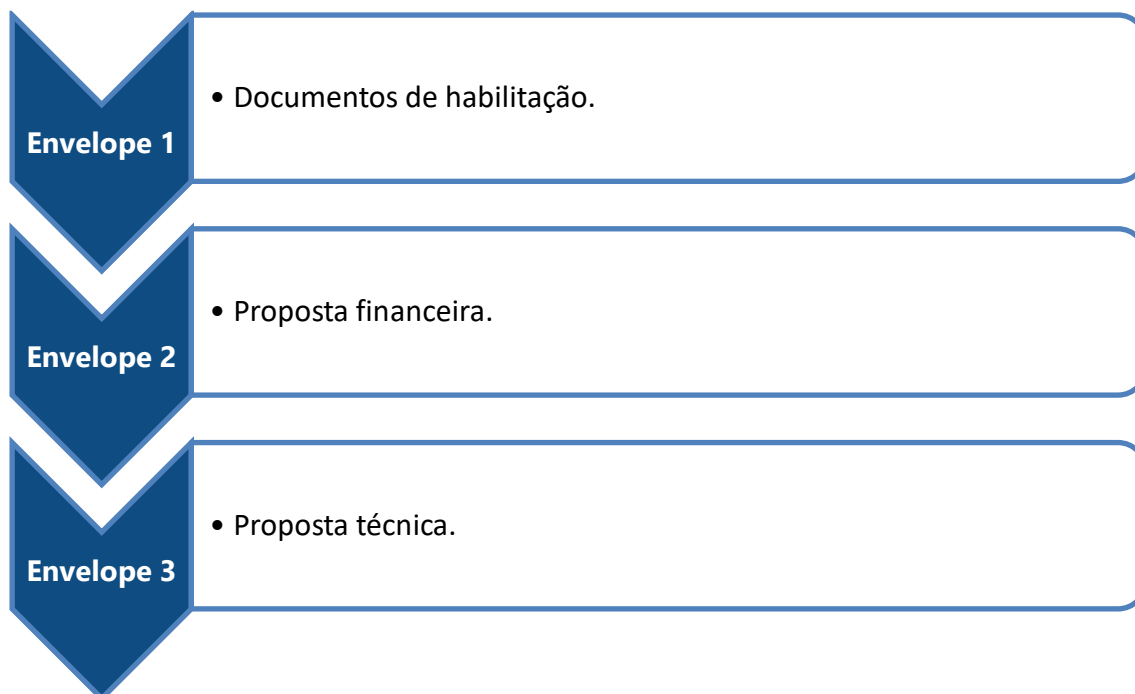 Envelope 1
• Documentos de habilitação.
Envelope 2
• Proposta financeira.
Envelope 3
• Proposta técnica.